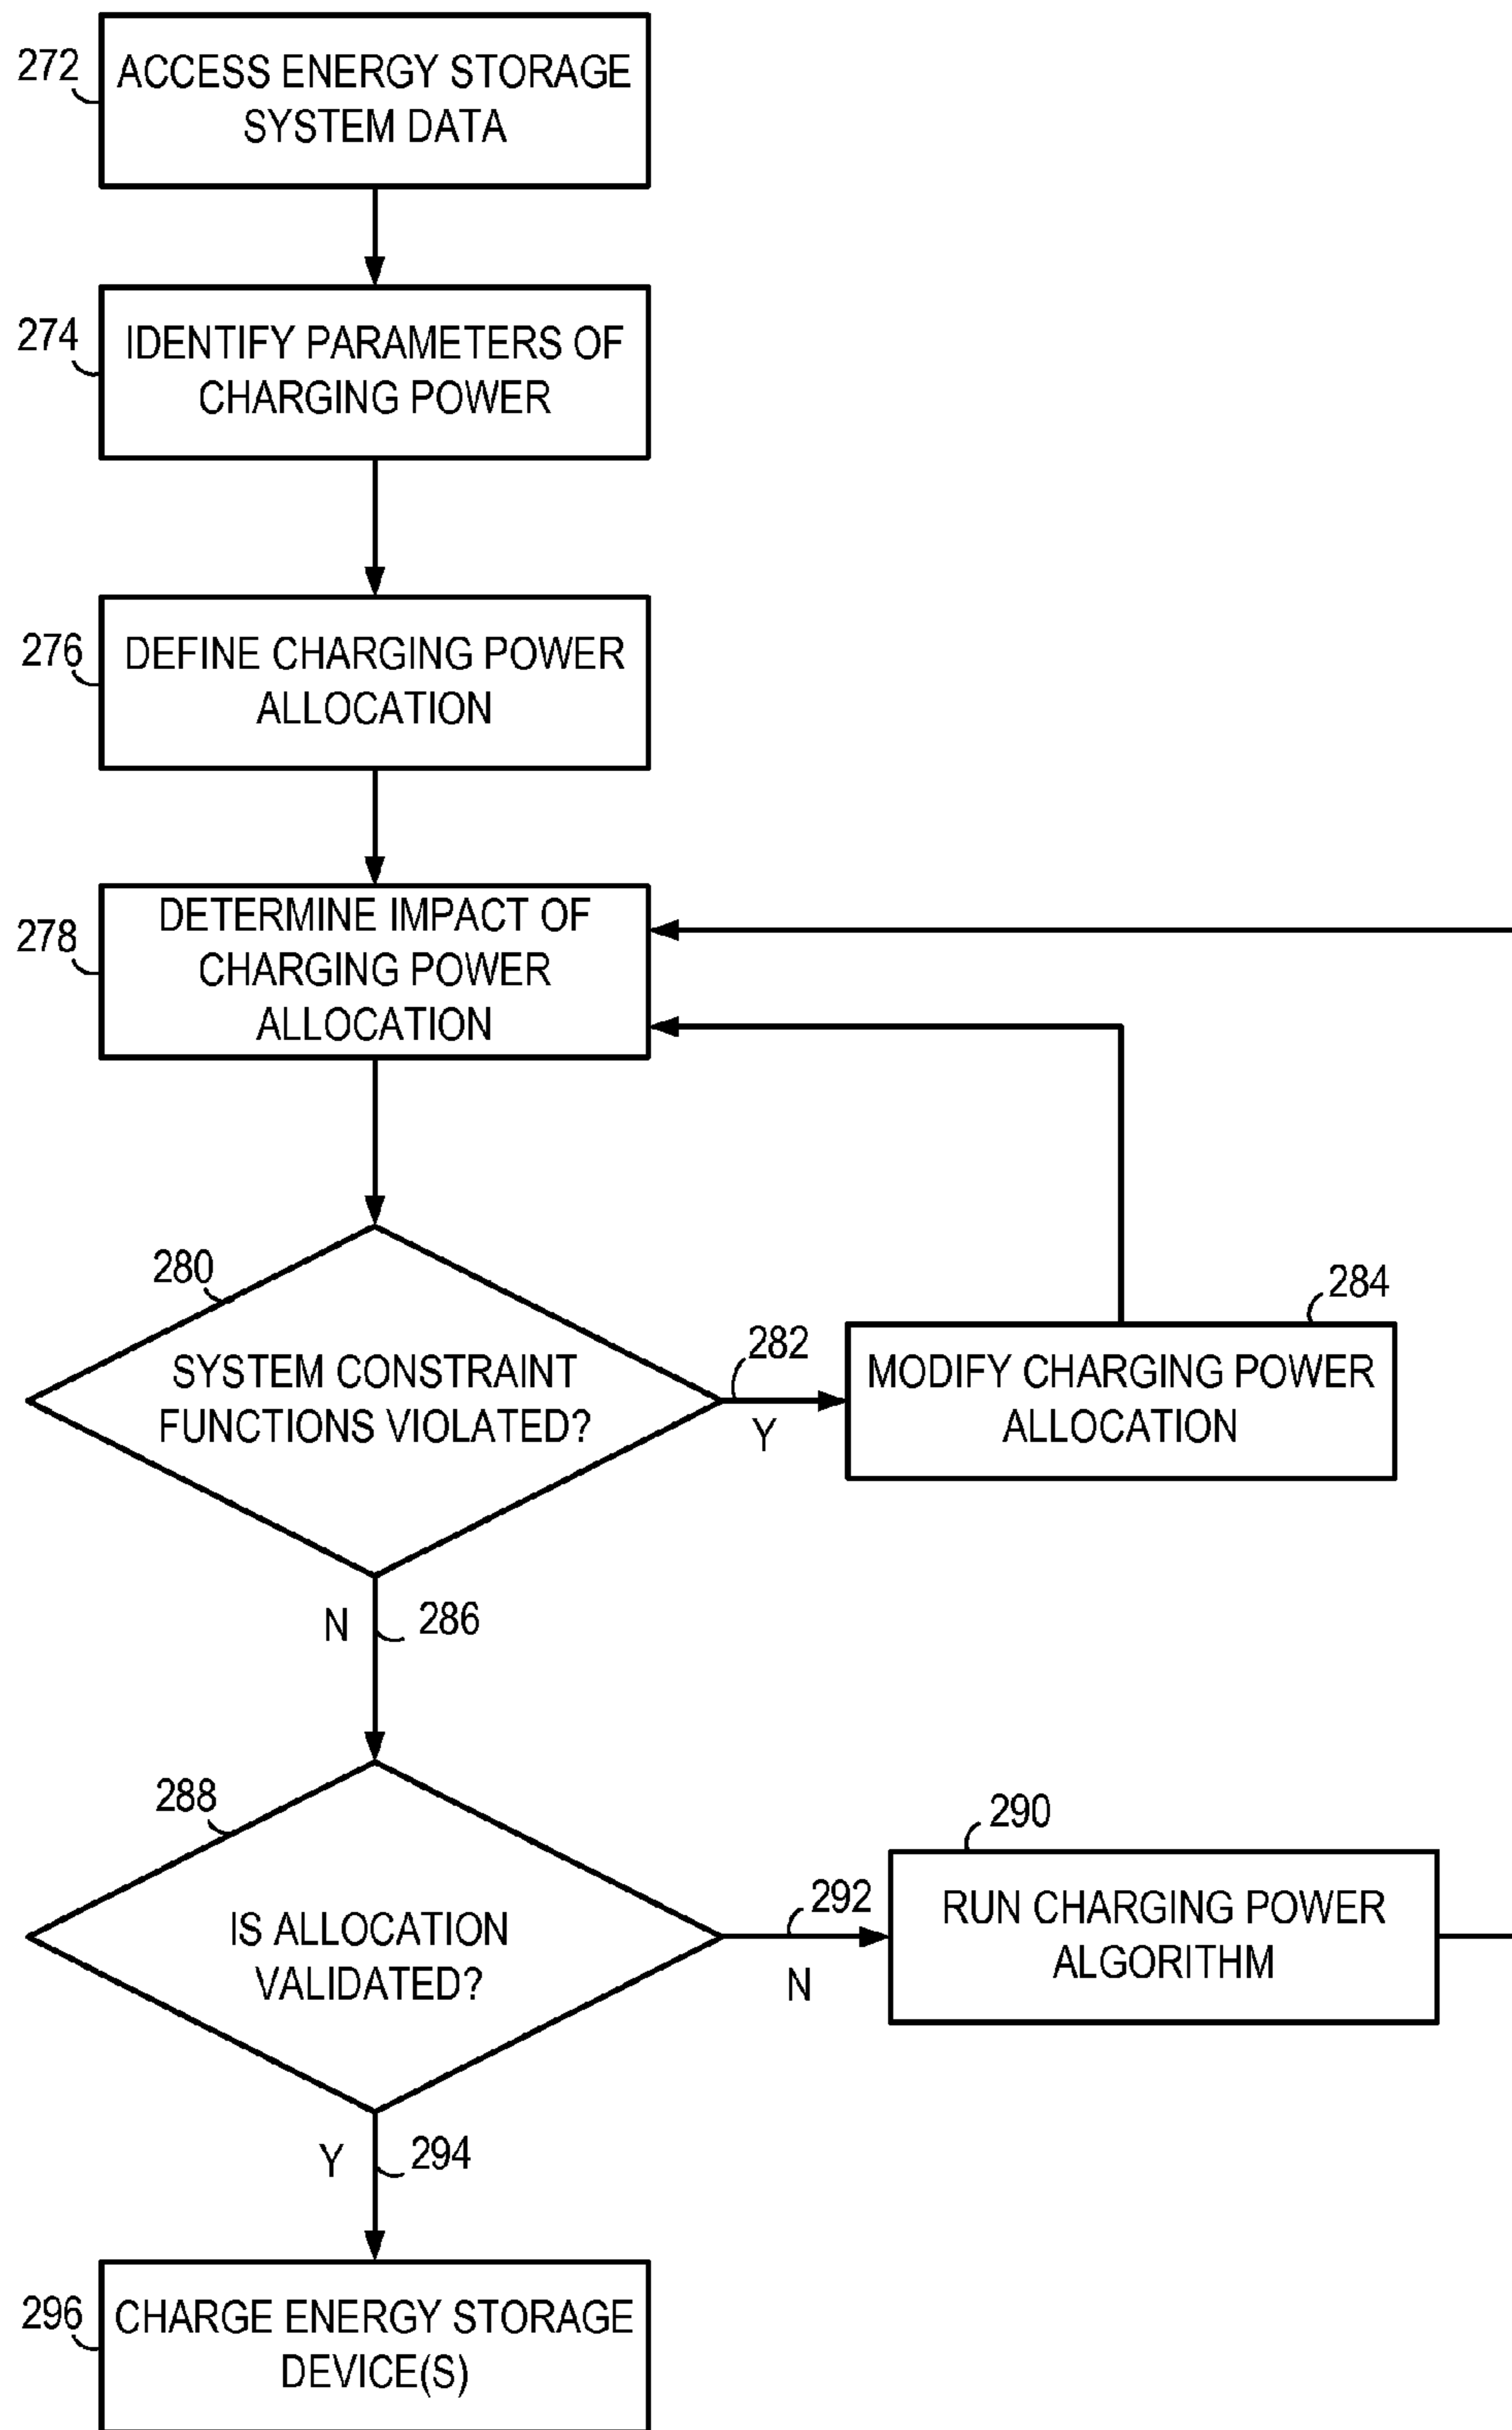 272
ACCESS ENERGY STORAGE
SYSTEM DATA
274
IDENTIFY PARAMETERS OF
CHARGING POWER
276
DEFINE CHARGING POWER
ALLOCATION
278
DETERMINE IMPACT OF
CHARGING POWER
ALLOCATION
280
SYSTEM CONSTRAINT
FUNCTIONS VIOLATED?
282
Y
284
MODIFY CHARGING POWER
ALLOCATION
N
286
288
IS ALLOCATION
VALIDATED?
292
N
290
RUN CHARGING POWER
ALGORITHM
Y
294
296
CHARGE ENERGY STORAGE
DEVICE(S)